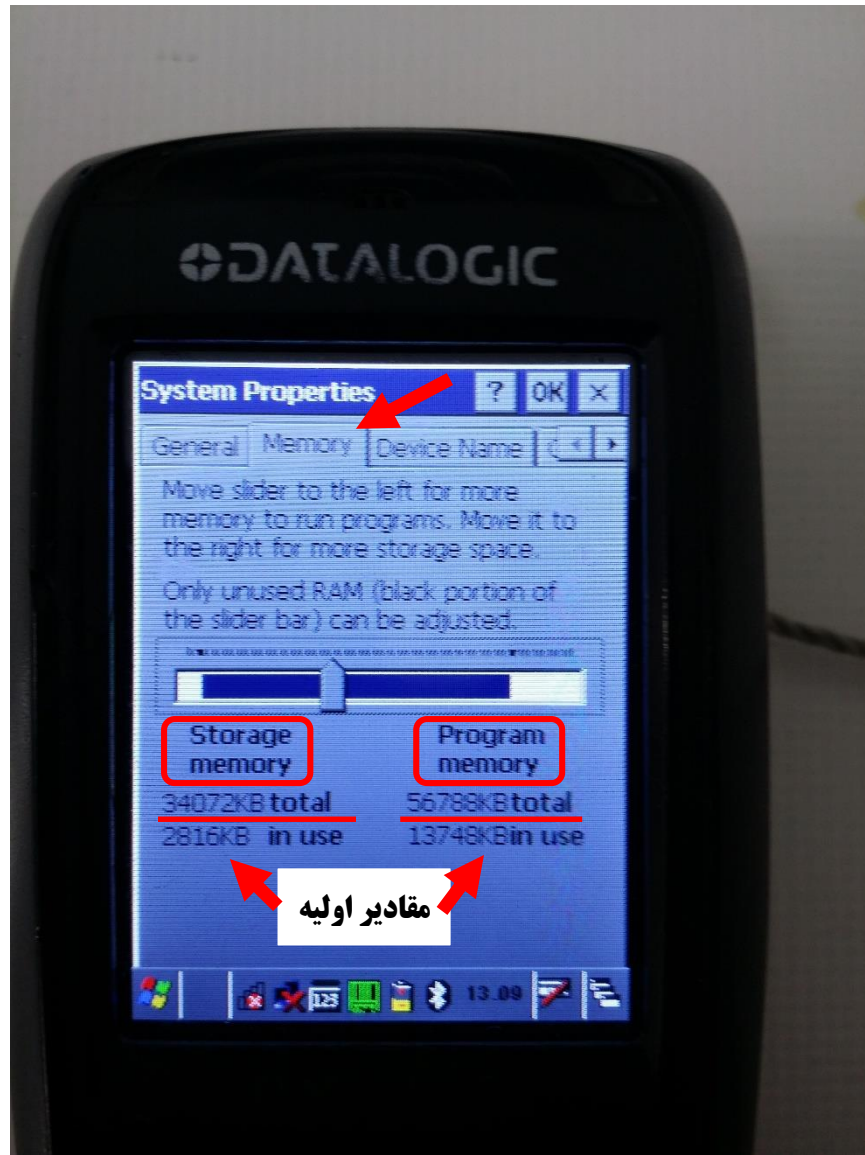 DATALOGIC
System Properties ? OK ×
General Memory Device Name
Move slider to the left for more
memory to run programs. Move it to
the right for more storage space.
Only unused RAM (black portion of
the slider bar) can be adjusted.
Storage
memory
Program
memory
34072KB total
56788KB total
2816KB in use
13748KB in use
مقادیر اولیه
123
13.09